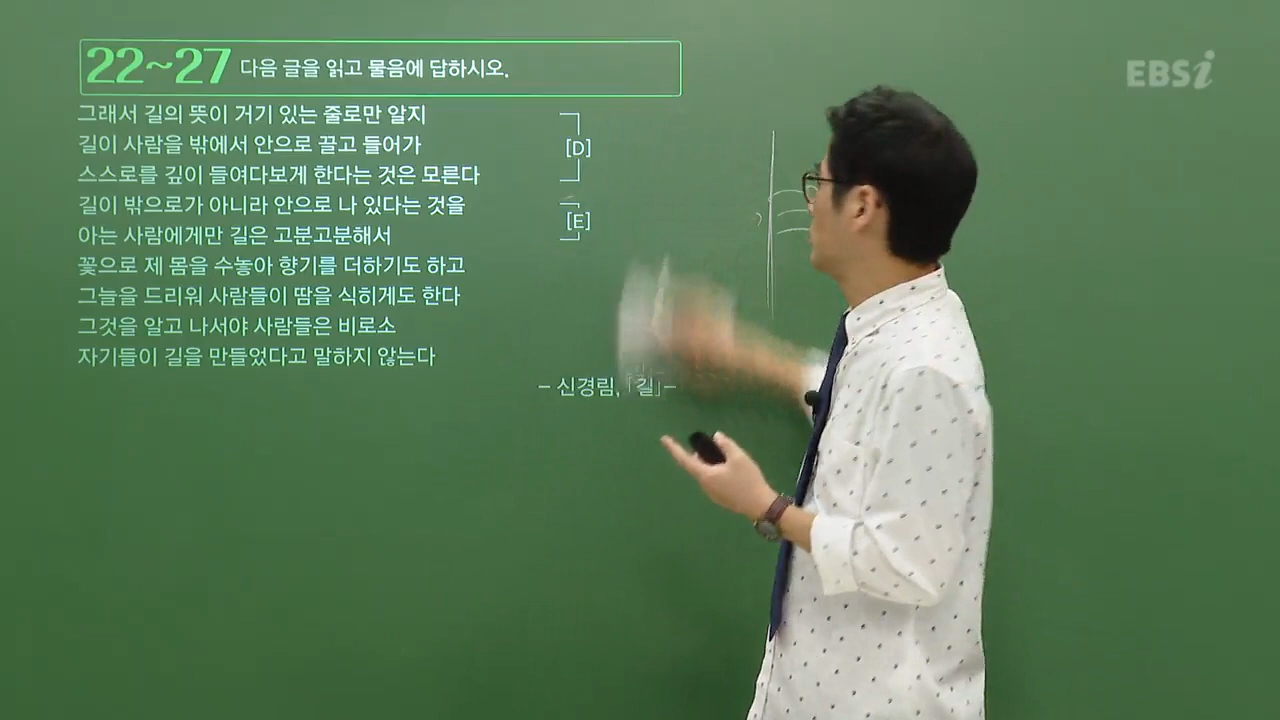 22~27 다음 글을 읽고 물음에 답하시오.
EBSi
그래서 길의 뜻이 거기 있는 줄로만 알지
길이 사람을 밖에서 안으로 끌고 들어가
[D]
스스로를 깊이 들여다보게 한다는 것은 모른다
길이 밖으로가 아니라 안으로 나 있다는 것을
[E]
아는 사람에게만 길은 고분고분해서
꽃으로 제 몸을 수놓아 향기를 더하기도 하고
그늘을 드리워 사람들이 땀을 식히게도 한다
그것을 알고 나서야 사람들은 비로소
자기들이 길을 만들었다고 말하지 않는다
– 신경림, 「길」 –